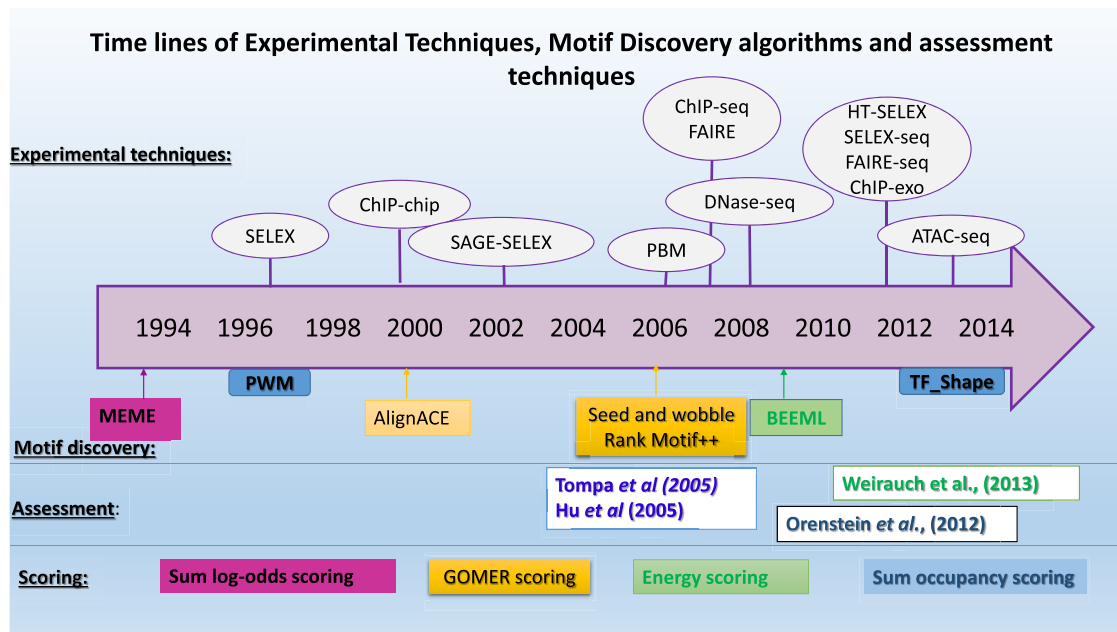 Time lines of Experimental Techniques, Motif Discovery algorithms and assessment
techniques
Experimental techniques:
SELEX
ChIP-chip
SAGE-SELEX
PBM
ChIP-seq
FAIRE
DNase-seq
HT-SELEX
SELEX-seq
FAIRE-seq
ChIP-exo
ATAC-seq
1994 1996 1998 2000 2002 2004 2006 2008 2010 2012 2014
PWM
TF_Shape
MEME
AlignACE
Seed and wobble
Rank Motif++
BEEML
Motif discovery:
Tompa et al (2005)
Hu et al (2005)
Weirauch et al., (2013)
Assessment:
Orenstein et al., (2012)
Scoring:
Sum log-odds scoring
GOMER scoring
Energy scoring
Sum occupancy scoring